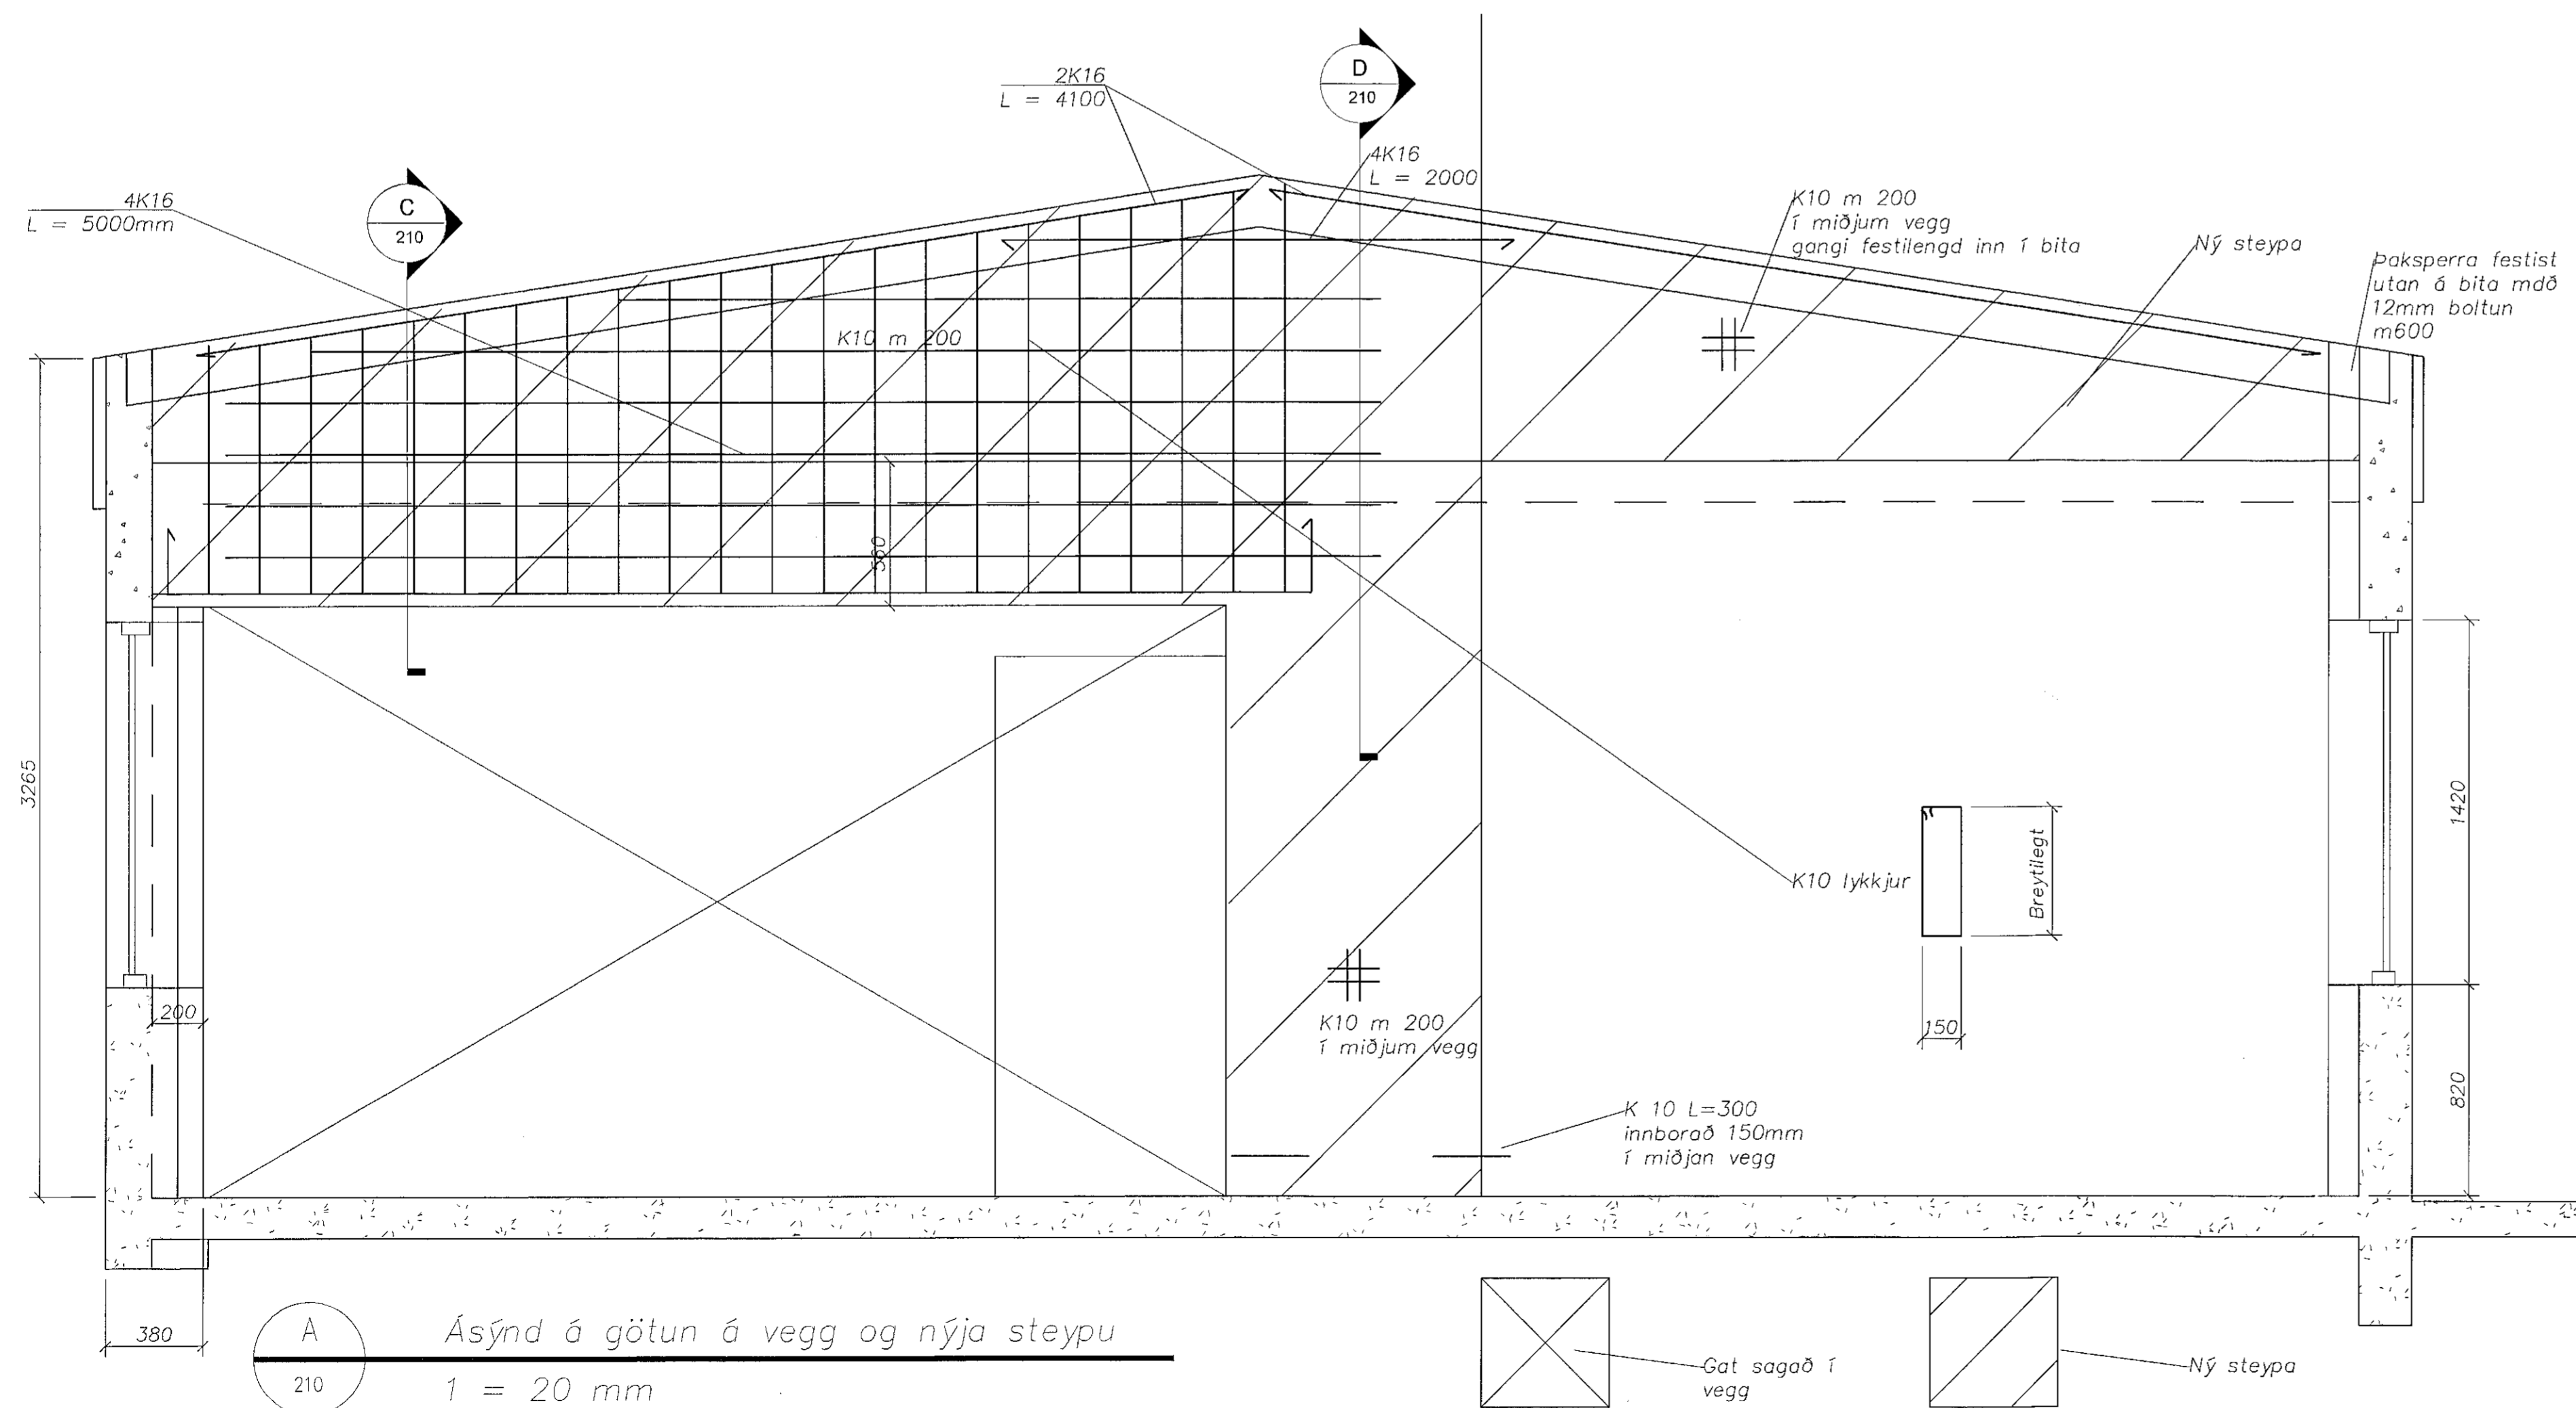 D
210
2K16
L = 4100
4K16
L = 2000
4K16
L = 5000mm
C
210
K10 m 200
í miðjum vegg
gangi festilengd inn í bita
Ný steypa
Þaksperra festist
utan á bita mdð
12mm boltun
m600
K10 m 200
560
3265
1420
Breytilegt
K10 lykkjur
200
K10 m 200
í miðjum vegg
150
820
K 10 L=300
innborað 150mm
í miðjan vegg
380
A
210
Ásýnd á götun á vegg og nýja steypu
1 = 20 mm
Gat sagað í
vegg
Ný steypa